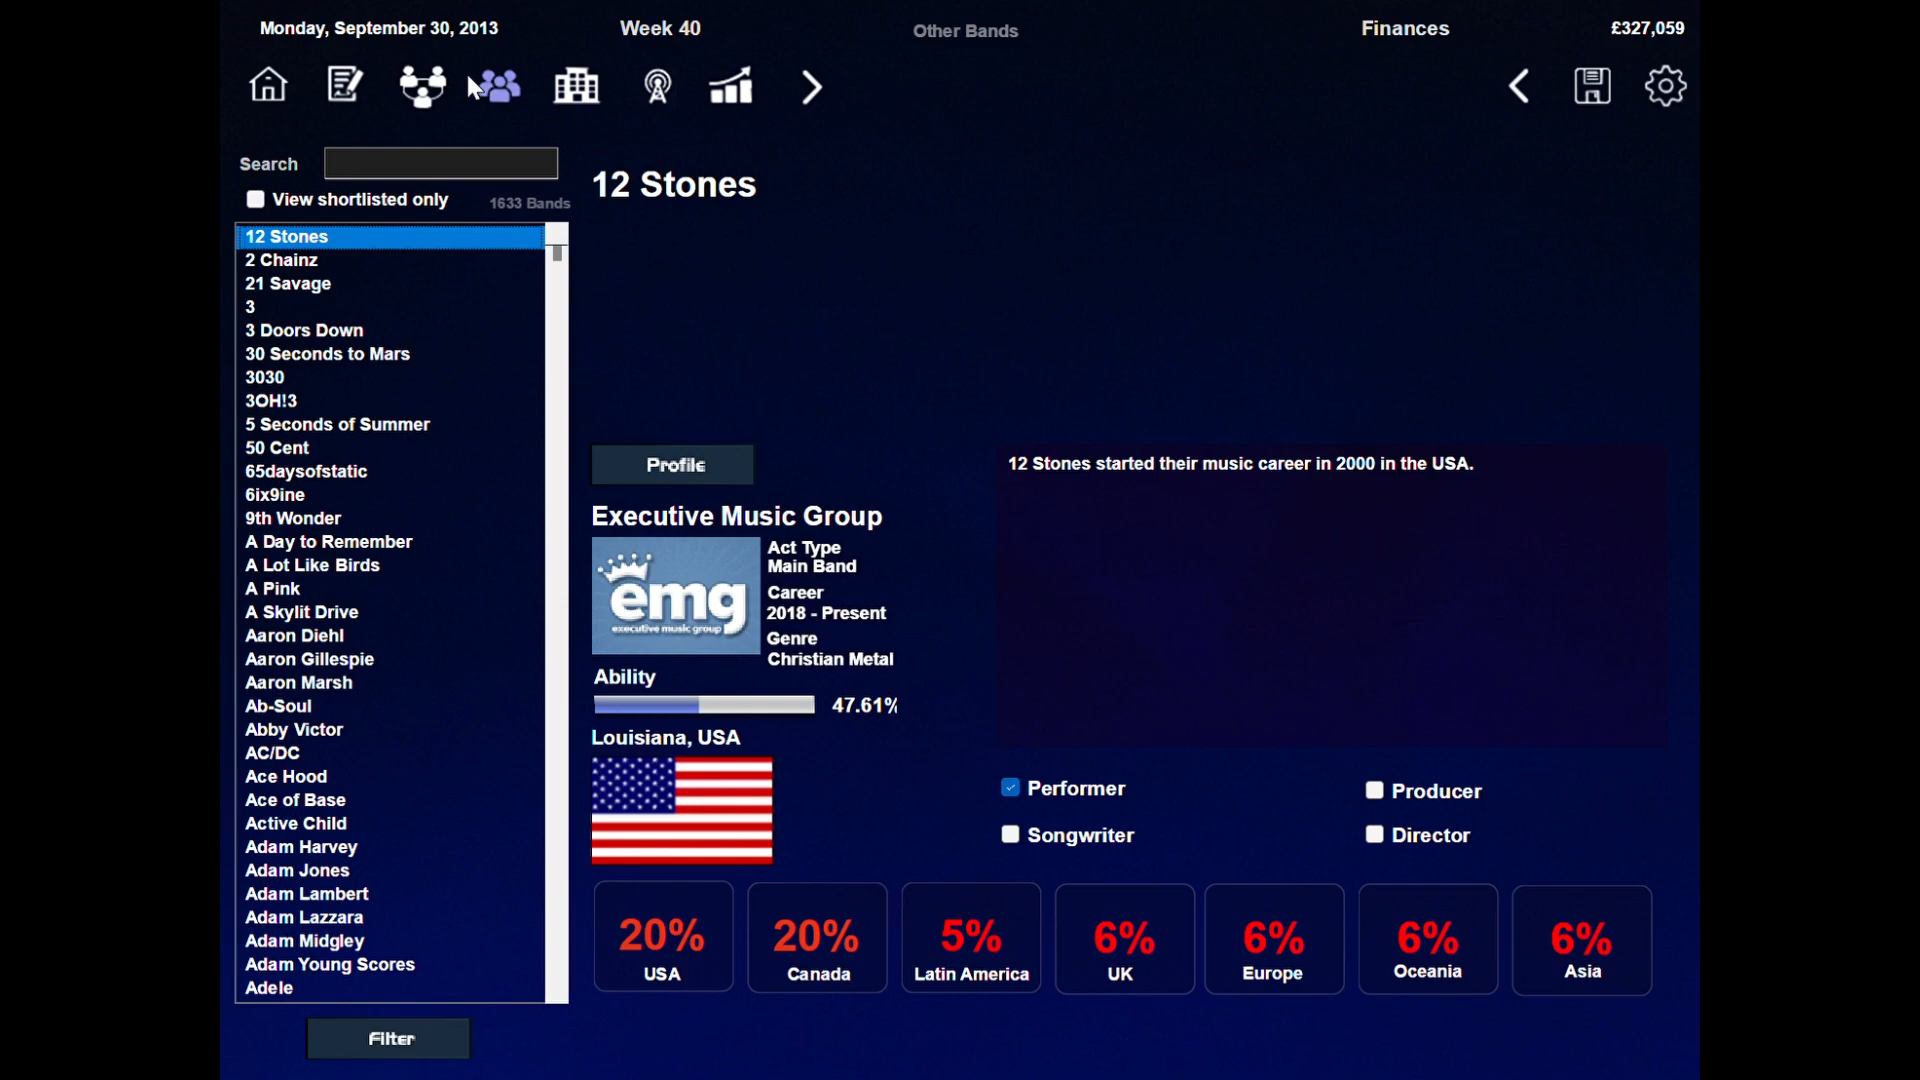 Monday, September 30, 2013
Week 40
Other Bands
Finances
£327,059
Search
View shortlisted only
1633 Bands
12 Stones
2 Chainz
21 Savage
3
3 Doors Down
30 Seconds to Mars
3030
3OH!3
5 Seconds of Summer
50 Cent
65daysofstatic
6ix9ine
9th Wonder
A Day to Remember
A Lot Like Birds
A Pink
A Skylit Drive
Aaron Diehl
Aaron Gillespie
Aaron Marsh
Ab-Soul
Abby Victor
AC/DC
Ace Hood
Ace of Base
Active Child
Adam Harvey
Adam Jones
Adam Lambert
Adam Lazzara
Adam Midgley
Adam Young Scores
Adele
Filter
12 Stones
Profile
Executive Music Group
emg
executive music group
Act Type
Main Band
Career
2018 - Present
Genre
Christian Metal
Ability
47.61%
Louisiana, USA
12 Stones started their music career in 2000 in the USA.
Performer
Producer
Songwriter
Director
20%
USA
20%
Canada
5%
Latin America
6%
UK
6%
Europe
6%
Oceania
6%
Asia